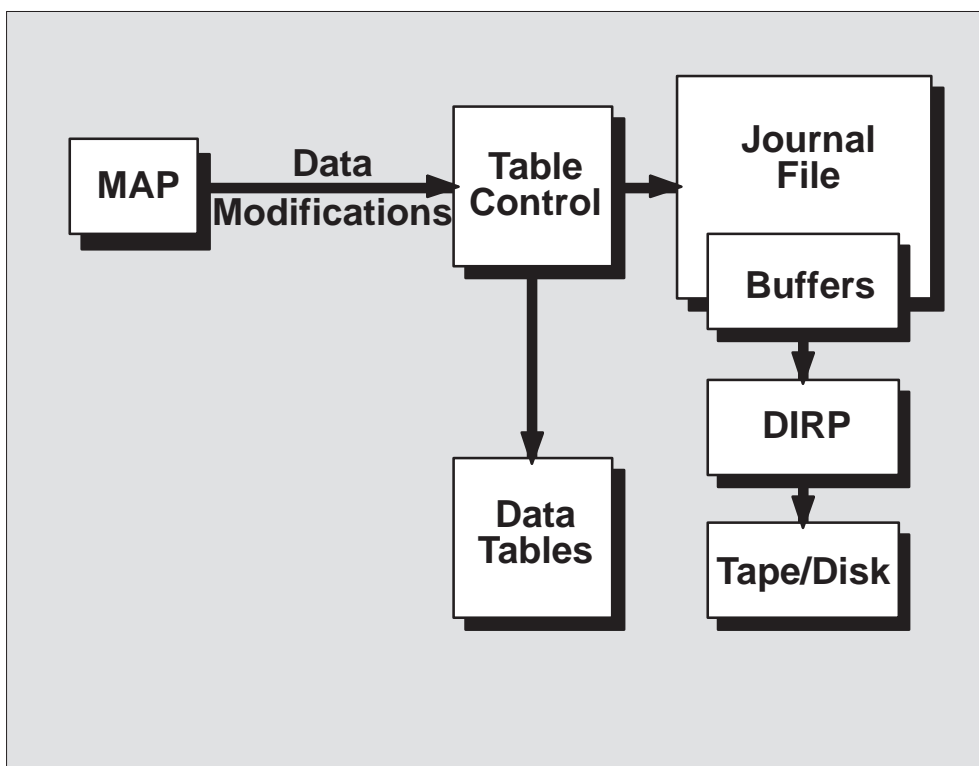 MAP
Data
Modifications
Table
Control
Journal
File
Buffers
DIRP
Data
Tables
Tape/Disk